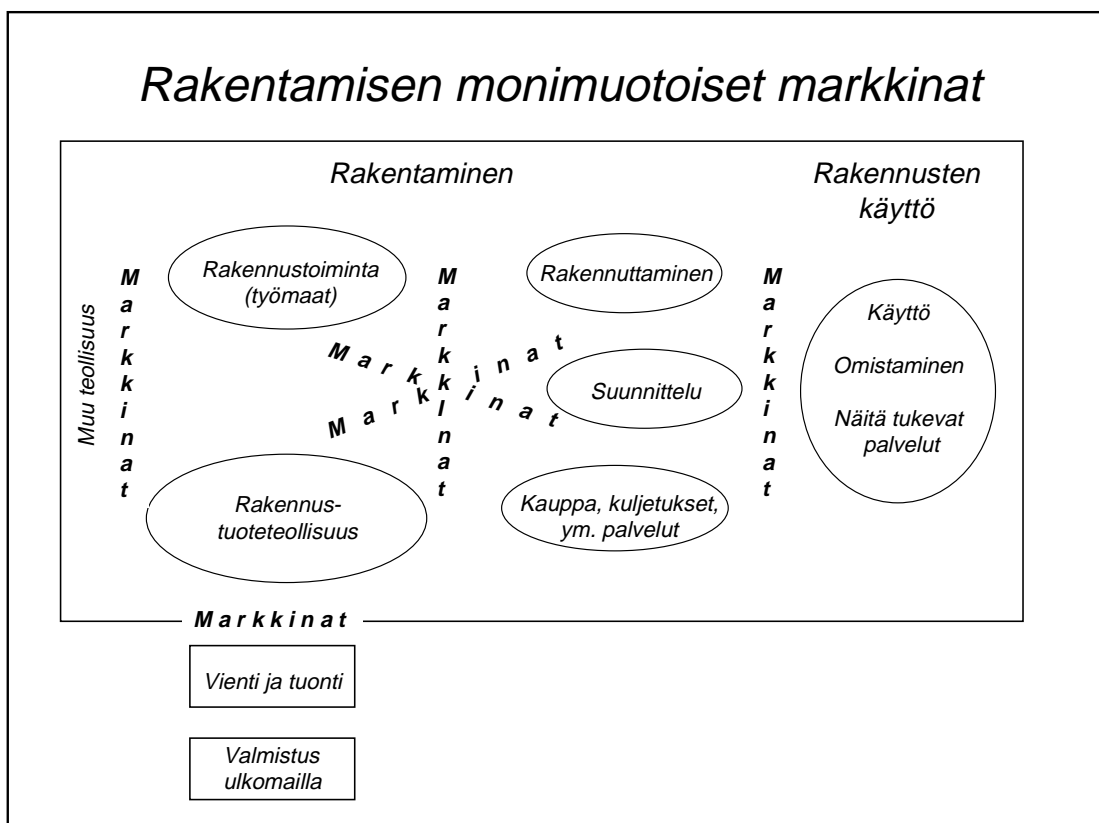 Rakentamisen monimuotoiset markkinat
Rakentaminen
Rakennusten
käyttö
Muu teollisuus
Markkinat
Rakennustoiminta
(työmaat)
MarkkInat
Rakennuttaminen
Markkinat
Käyttö
Omistaminen
Näitä tukevat
palvelut
Markkinat
Markkinat
Suunnittelu
Rakennus-
tuoteteollisuus
Kauppa, kuljetukset,
ym. palvelut
Markkinat
Vienti ja tuonti
Valmistus
ulkomailla